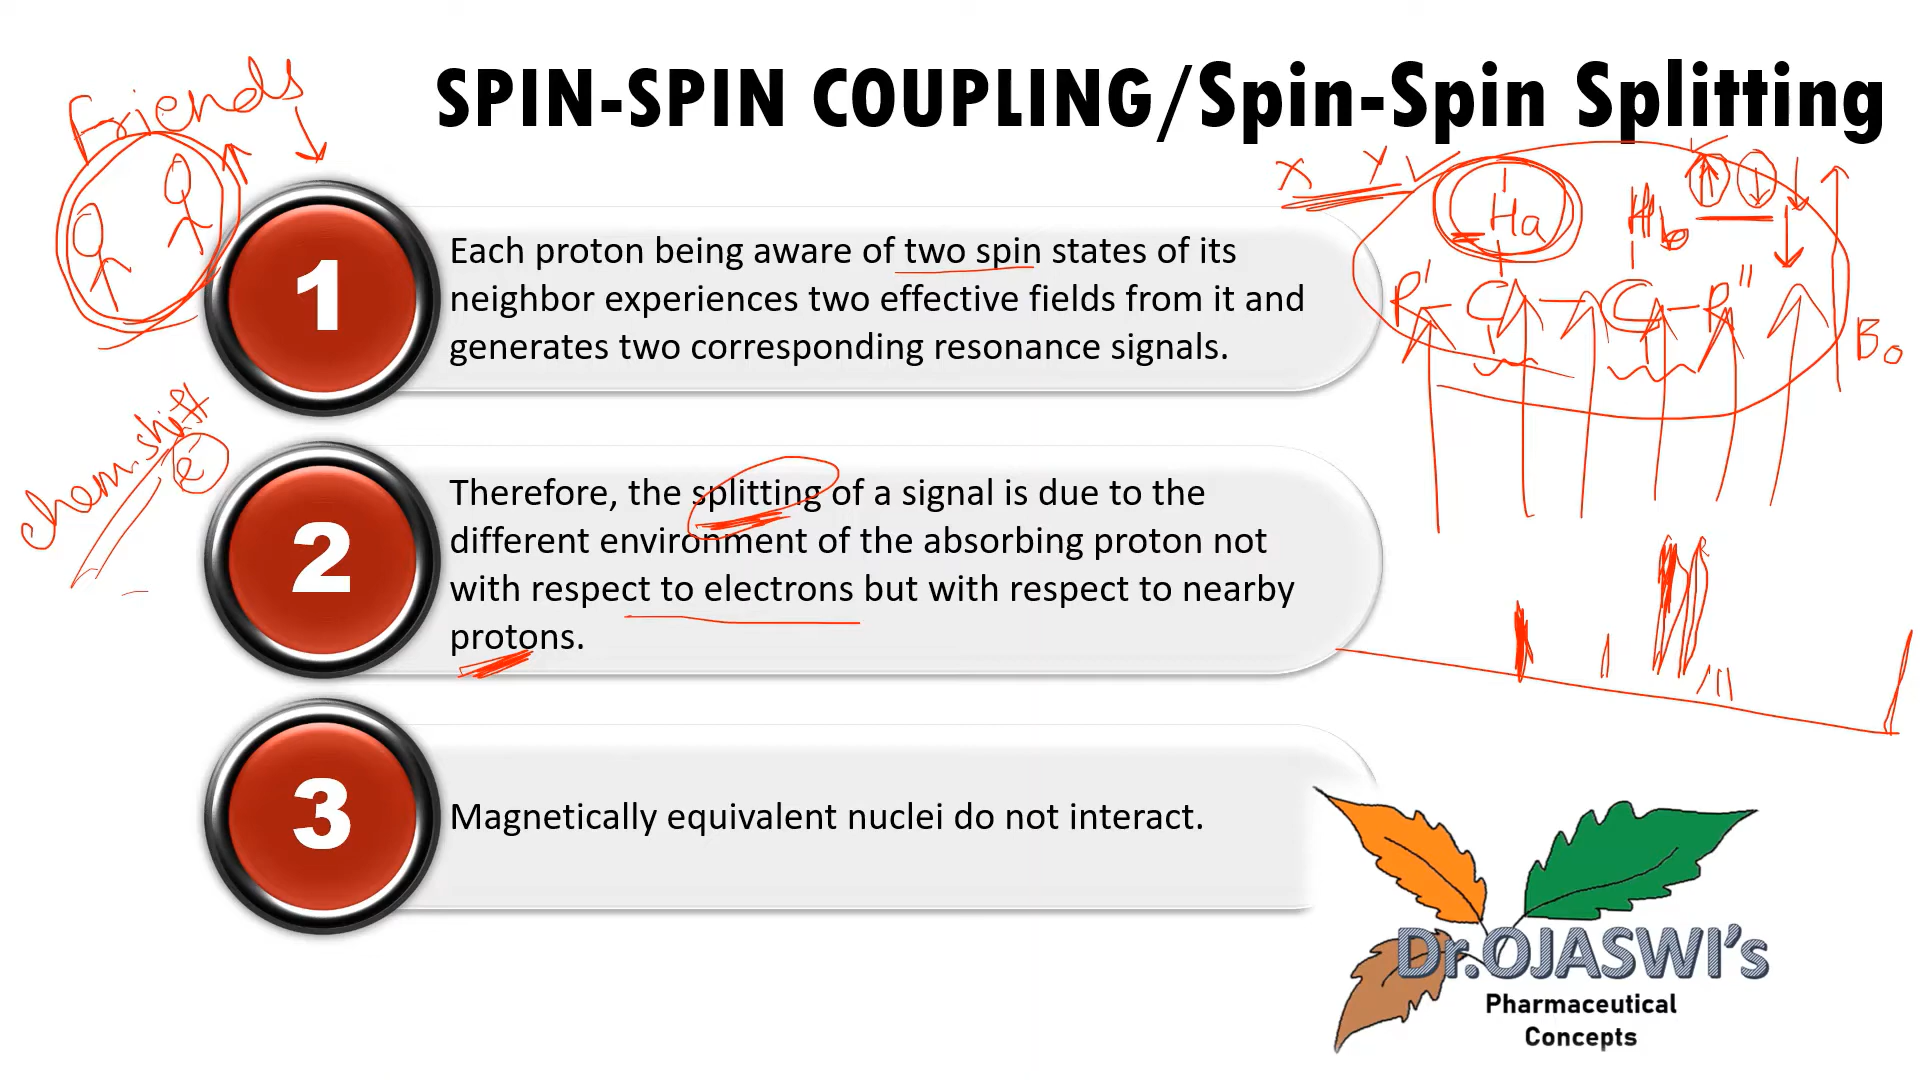 SPIN-SPIN COUPLING/Spin-Spin Splitting
Friends
X Y
Ha Hb
R' - C - C - R''
B₀
1
Each proton being aware of two spin states of its
neighbor experiences two effective fields from it and
generates two corresponding resonance signals.
chem. shift
e⁻
2
Therefore, the splitting of a signal is due to the
different environment of the absorbing proton not
with respect to electrons but with respect to nearby
protons.
3
Magnetically equivalent nuclei do not interact.
Dr.OJASWI's
Pharmaceutical
Concepts